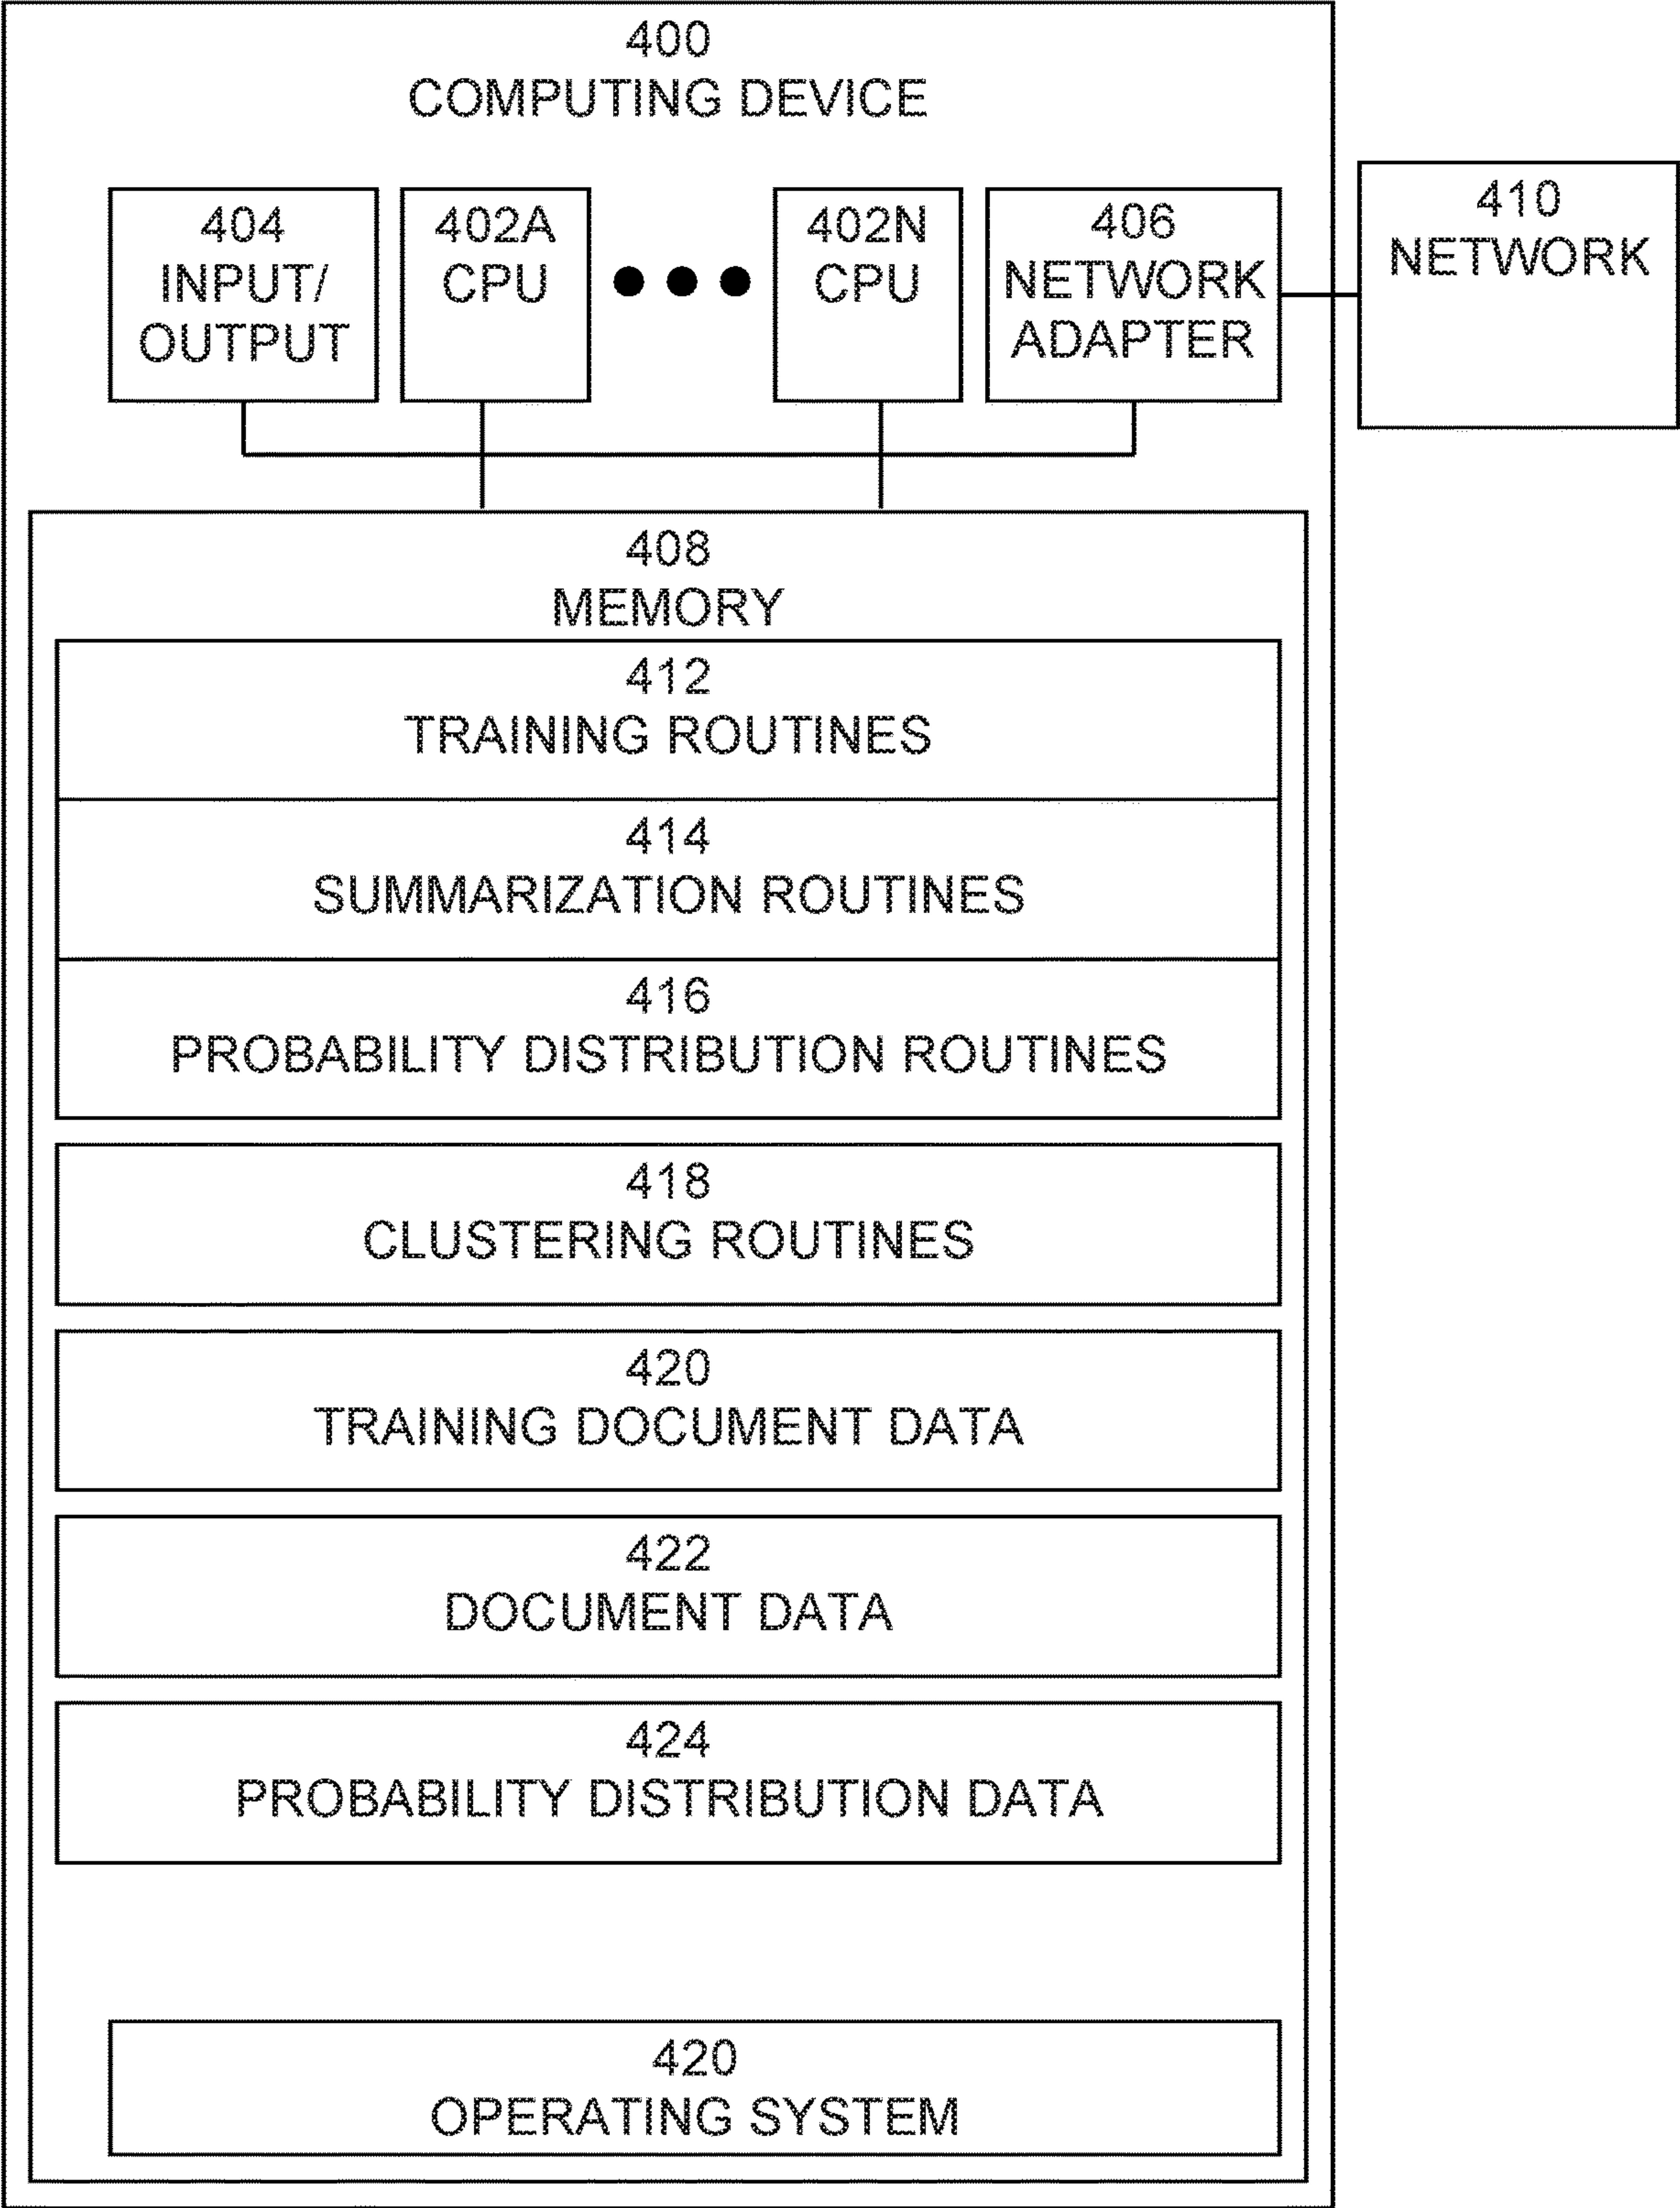 400
COMPUTING DEVICE
404
INPUT/
OUTPUT
402A
CPU
402N
CPU
406
NETWORK
ADAPTER
410
NETWORK
408
MEMORY
412
TRAINING ROUTINES
414
SUMMARIZATION ROUTINES
416
PROBABILITY DISTRIBUTION ROUTINES
418
CLUSTERING ROUTINES
420
TRAINING DOCUMENT DATA
422
DOCUMENT DATA
424
PROBABILITY DISTRIBUTION DATA
420
OPERATING SYSTEM